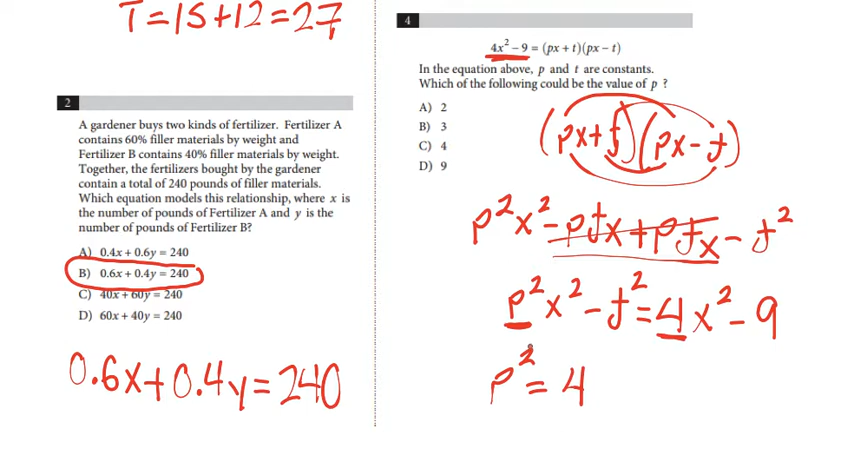 T = 15 + 12 = 27
2
A gardener buys two kinds of fertilizer. Fertilizer A
contains 60% filler materials by weight and
Fertilizer B contains 40% filler materials by weight.
Together, the fertilizers bought by the gardener
contain a total of 240 pounds of filler materials.
Which equation models this relationship, where x is
the number of pounds of Fertilizer A and y is the
number of pounds of Fertilizer B?
A) 0.4x + 0.6y = 240
B) 0.6x + 0.4y = 240
C) 40x + 60y = 240
D) 60x + 40y = 240
0.6x + 0.4y = 240
4
4x² − 9 = (px + t)(px − t)
In the equation above, p and t are constants.
Which of the following could be the value of p ?
A) 2
B) 3
C) 4
D) 9
(px + t)(px − t)
p²x² − ptx + ptx − t²
p²x² − t² = 4x² − 9
p² = 4